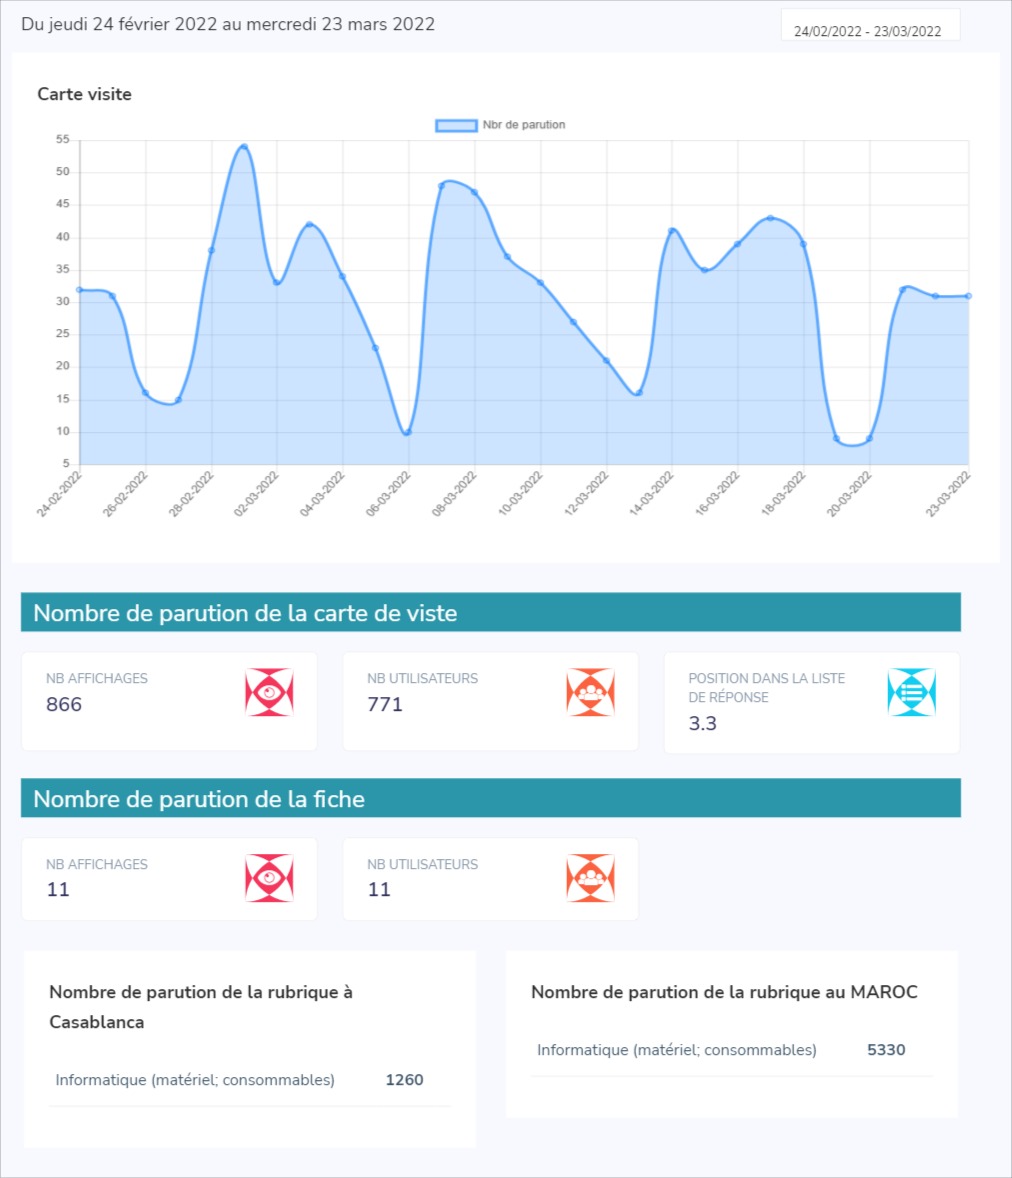 Du jeudi 24 février 2022 au mercredi 23 mars 2022
24/02/2022 - 23/03/2022
Carte visite
Nbr de parution
55
50
45
40
35
30
25
20
15
10
5
24-02-2022
26-02-2022
28-02-2022
02-03-2022
04-03-2022
06-03-2022
08-03-2022
10-03-2022
12-03-2022
14-03-2022
16-03-2022
18-03-2022
20-03-2022
23-03-2022
Nombre de parution de la carte de viste
NB AFFICHAGES
866
NB UTILISATEURS
771
POSITION DANS LA LISTE
DE RÉPONSE
3.3
Nombre de parution de la fiche
NB AFFICHAGES
11
NB UTILISATEURS
11
Nombre de parution de la rubrique à
Casablanca
Informatique (matériel; consommables) 1260
Nombre de parution de la rubrique au MAROC
Informatique (matériel; consommables) 5330